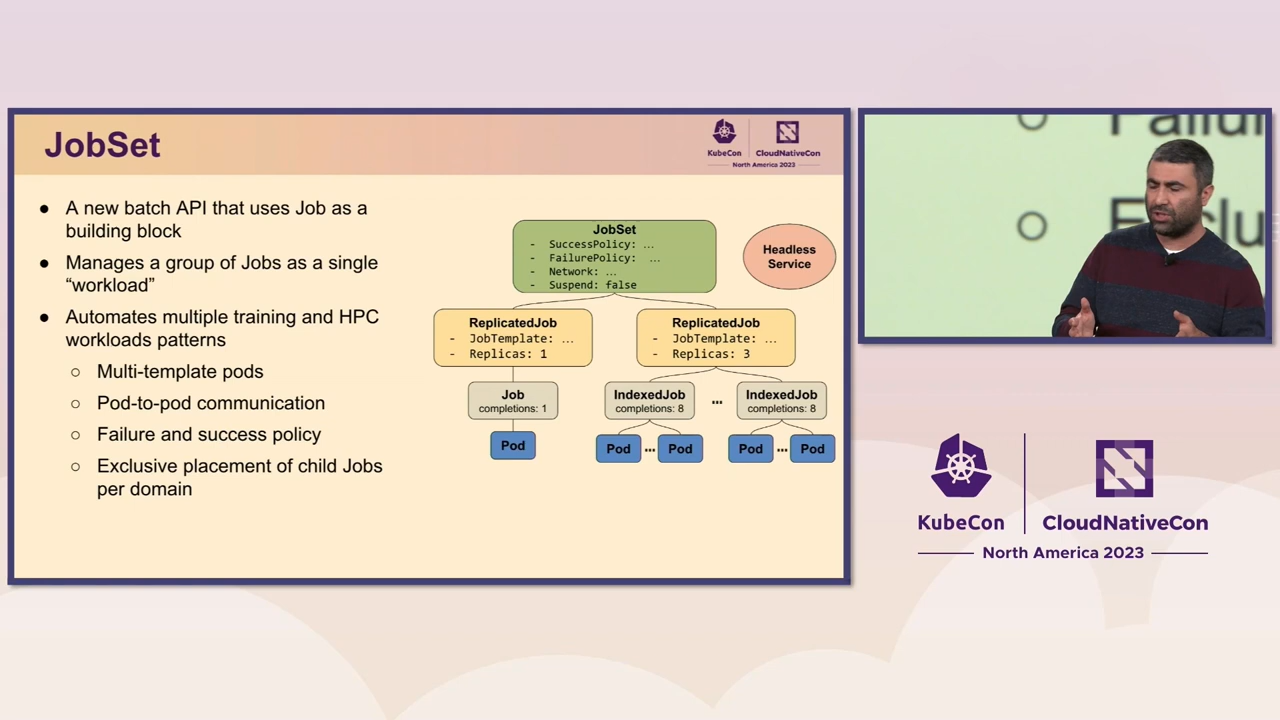 JobSet
KubeCon
CloudNativeCon
North America 2023
● A new batch API that uses Job as a
building block
● Manages a group of Jobs as a single
“workload”
● Automates multiple training and HPC
workloads patterns
○ Multi-template pods
○ Pod-to-pod communication
○ Failure and success policy
○ Exclusive placement of child Jobs
per domain
JobSet
- SuccessPolicy: ...
- FailurePolicy: ...
- Network: ...
- Suspend: false
Headless
Service
ReplicatedJob
- JobTemplate: ...
- Replicas: 1
ReplicatedJob
- JobTemplate: ...
- Replicas: 3
Job
completions: 1
IndexedJob
completions: 8
...
IndexedJob
completions: 8
Pod
Pod ... Pod
Pod ... Pod
KubeCon
CloudNativeCon
North America 2023